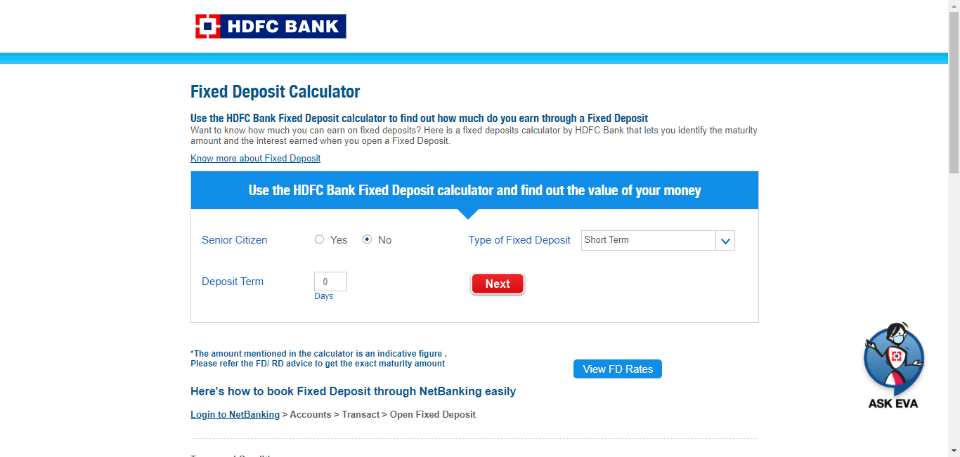 HDFC BANK
Fixed Deposit Calculator
Use the HDFC Bank Fixed Deposit calculator to find out how much do you earn through a Fixed Deposit
Want to know how much you can earn on fixed deposits? Here is a fixed deposits calculator by HDFC Bank that lets you identify the maturity
amount and the interest earned when you open a Fixed Deposit.
Know more about Fixed Deposit
Use the HDFC Bank Fixed Deposit calculator and find out the value of your money
Senior Citizen Yes No Type of Fixed Deposit Short Term
Deposit Term 0 Next
Days
*The amount mentioned in the calculator is an indicative figure .
Please refer the FD/ RD advice to get the exact maturity amount
View FD Rates
Here's how to book Fixed Deposit through NetBanking easily
ASK EVA
Login to NetBanking > Accounts > Transact > Open Fixed Deposit